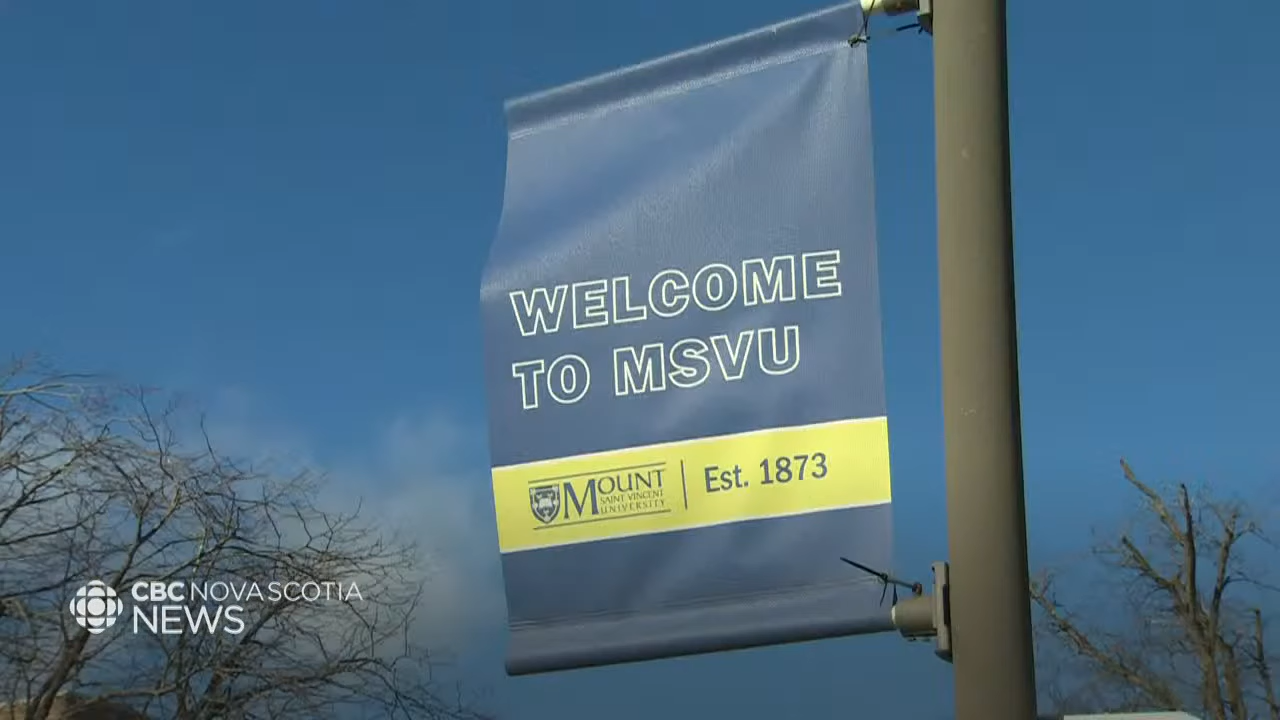 WELCOME
TO MSVU
MOUNT
SAINT VINCENT
UNIVERSITY
Est. 1873
CBC NOVA SCOTIA
NEWS